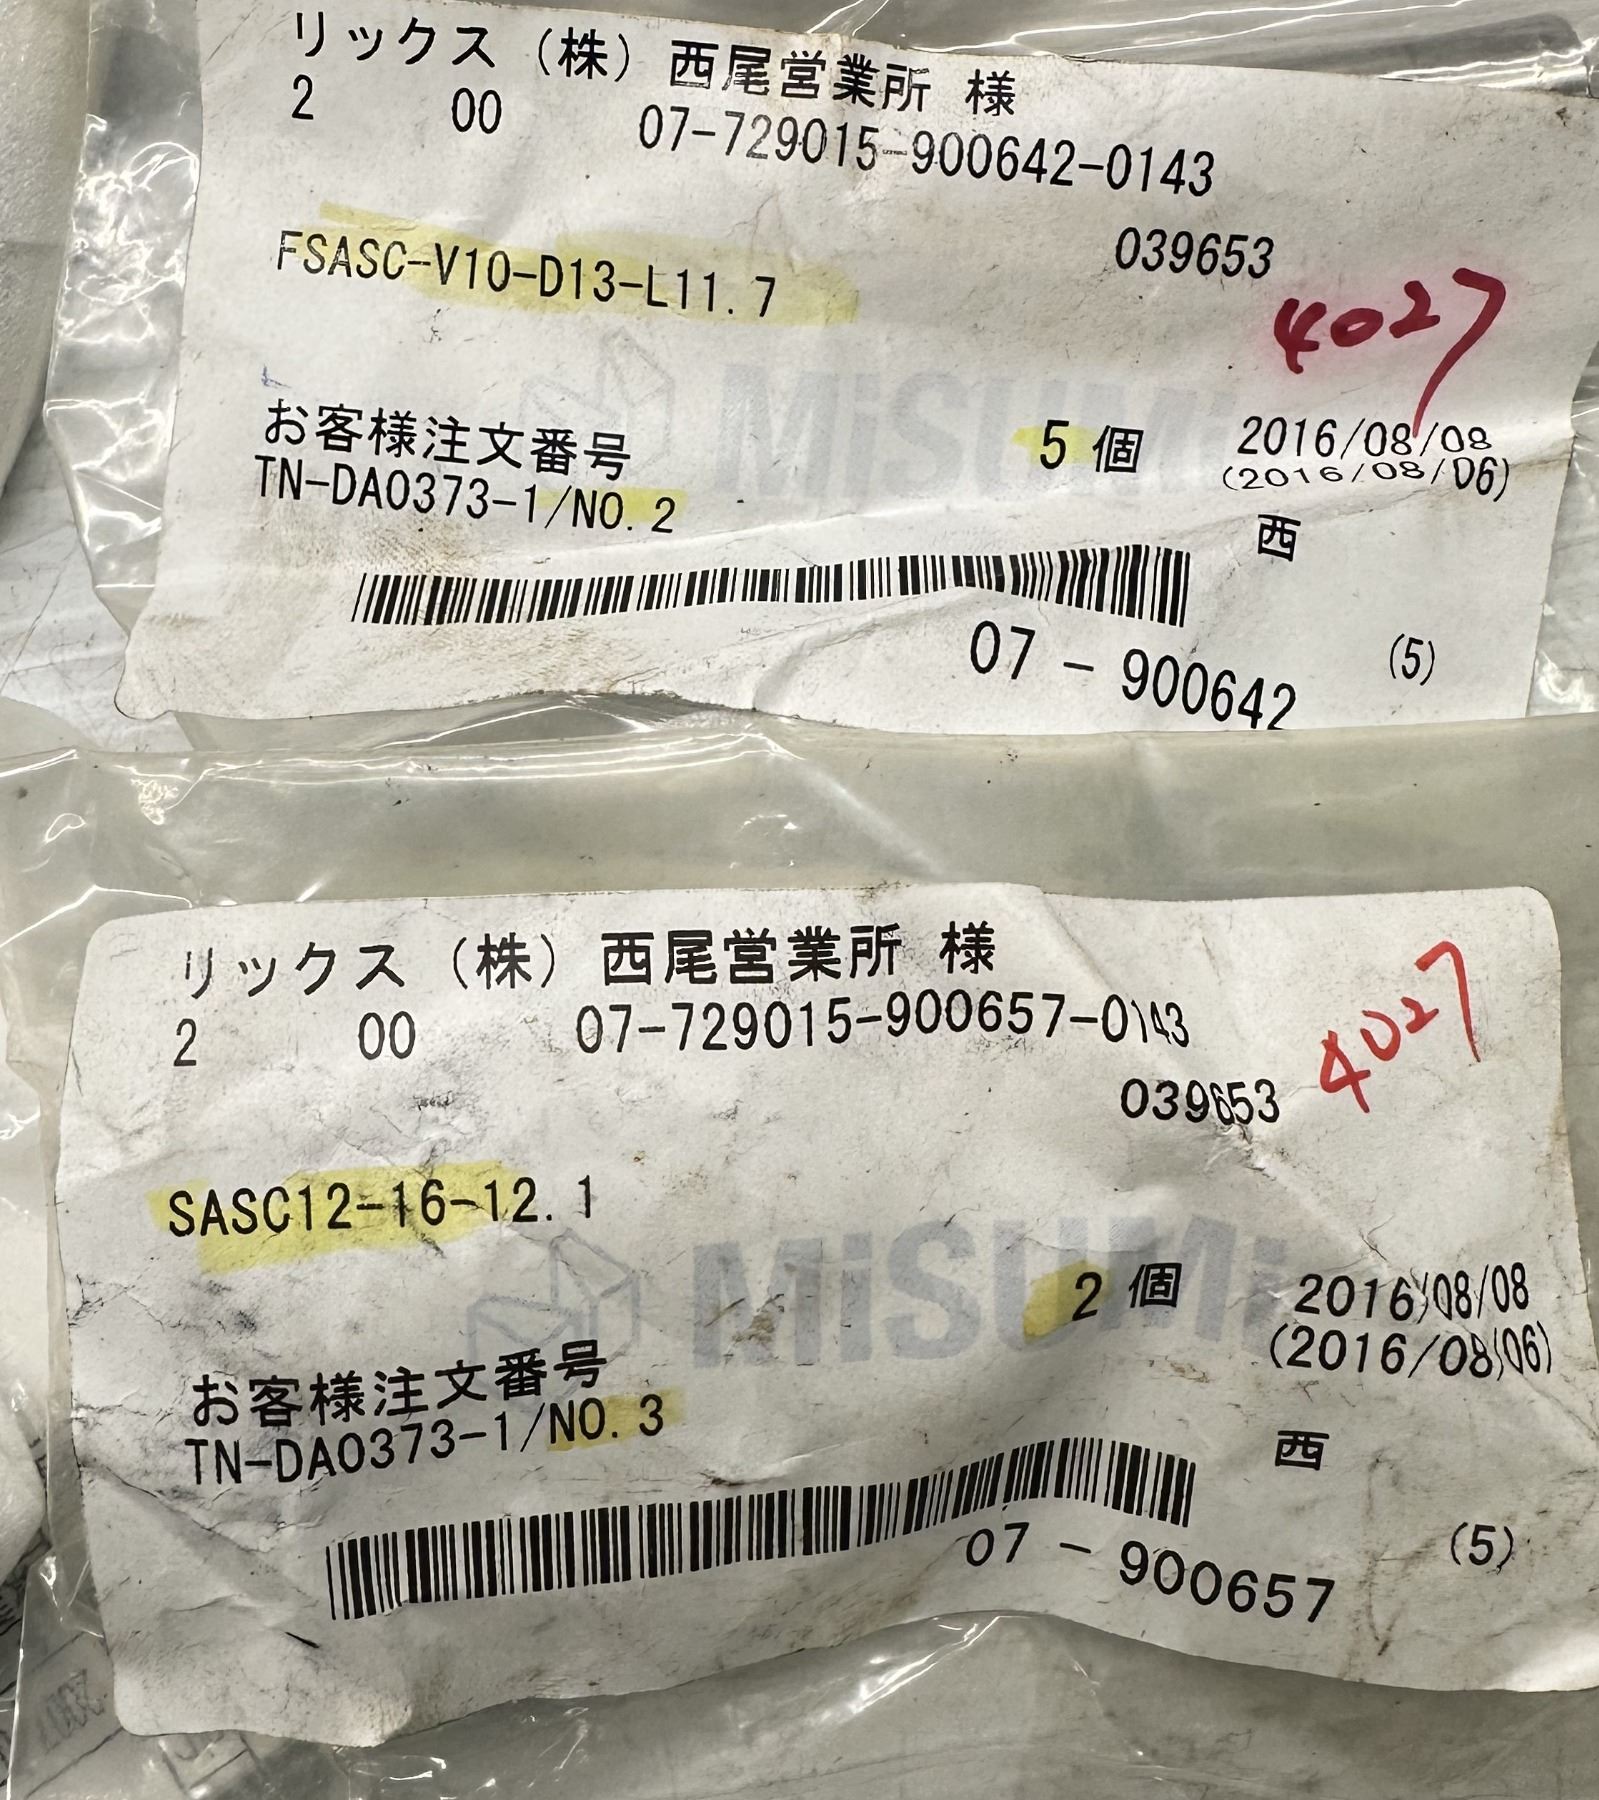 リックス（株）西尾営業所 様
2 00 07-729015-900642-0143
039653
FSASC-V10-D13-L11.7
4027
MiSUMi
お客様注文番号 5個 2016/08/08
TN-DA0373-1/NO.2 (2016/08/06)
西
07-900642 (5)
リックス（株）西尾営業所 様
2 00 07-729015-900657-0143
4027
039653
SASC12-16-12.1
MiSUMi
2個 2016/08/08
お客様注文番号 (2016/08/06)
TN-DA0373-1/NO.3
西
07-900657 (5)